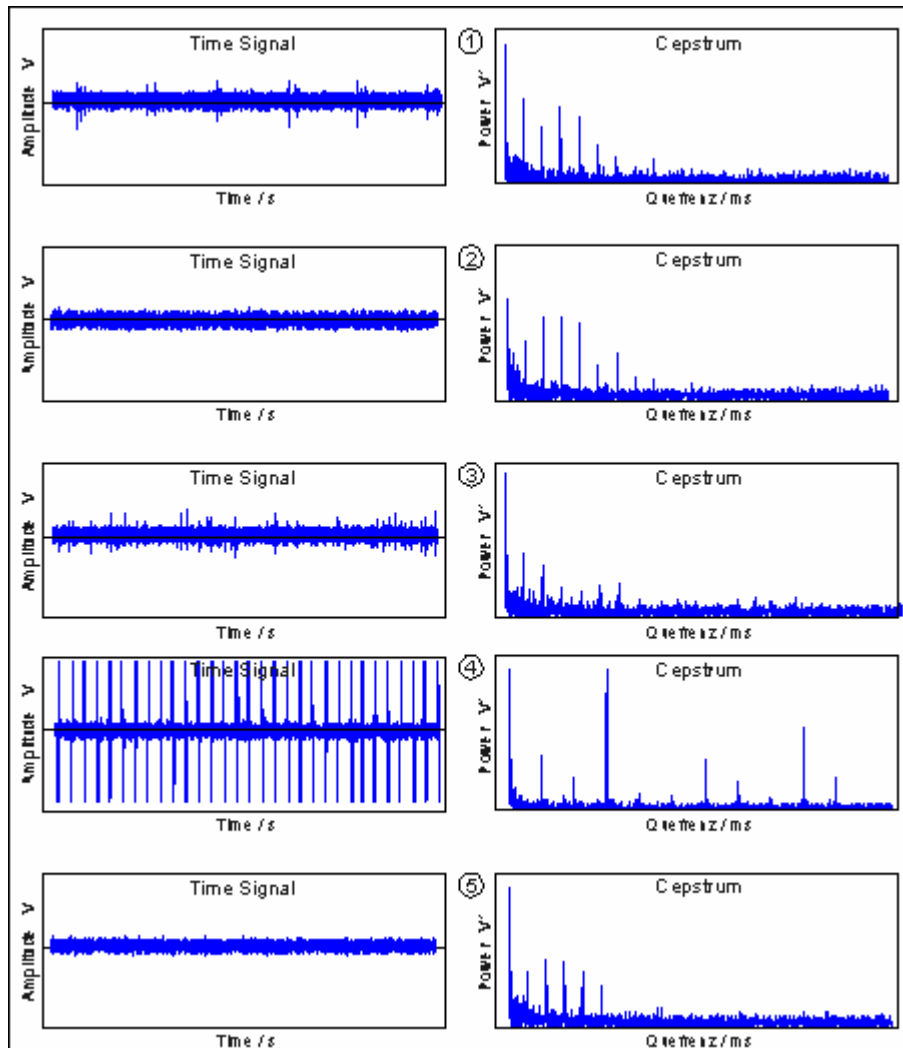 Time Signal
①
Cepstrum
Amplitude V
Power V²
Time / s
Quefrenz / ms
Time Signal
②
Cepstrum
Amplitude V
Power V²
Time / s
Quefrenz / ms
Time Signal
③
Cepstrum
Amplitude V
Power V²
Time / s
Quefrenz / ms
Time Signal
④
Cepstrum
Amplitude V
Power V²
Time / s
Quefrenz / ms
Time Signal
⑤
Cepstrum
Amplitude V
Power V²
Time / s
Quefrenz / ms